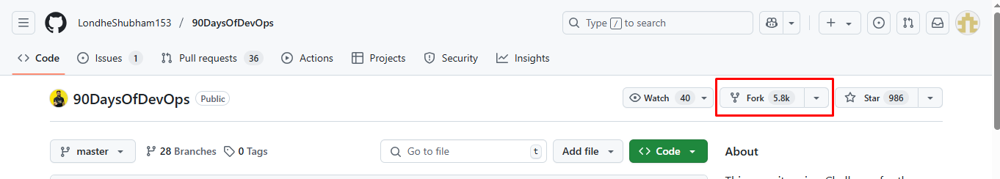 LondheShubham153 / 90DaysOfDevOps Type / to search
Code Issues 1 Pull requests 36 Actions Projects Security Insights
90DaysOfDevOps Public Watch 40 Fork 5.8k Star 986
master 28 Branches 0 Tags Go to file t Add file Code About